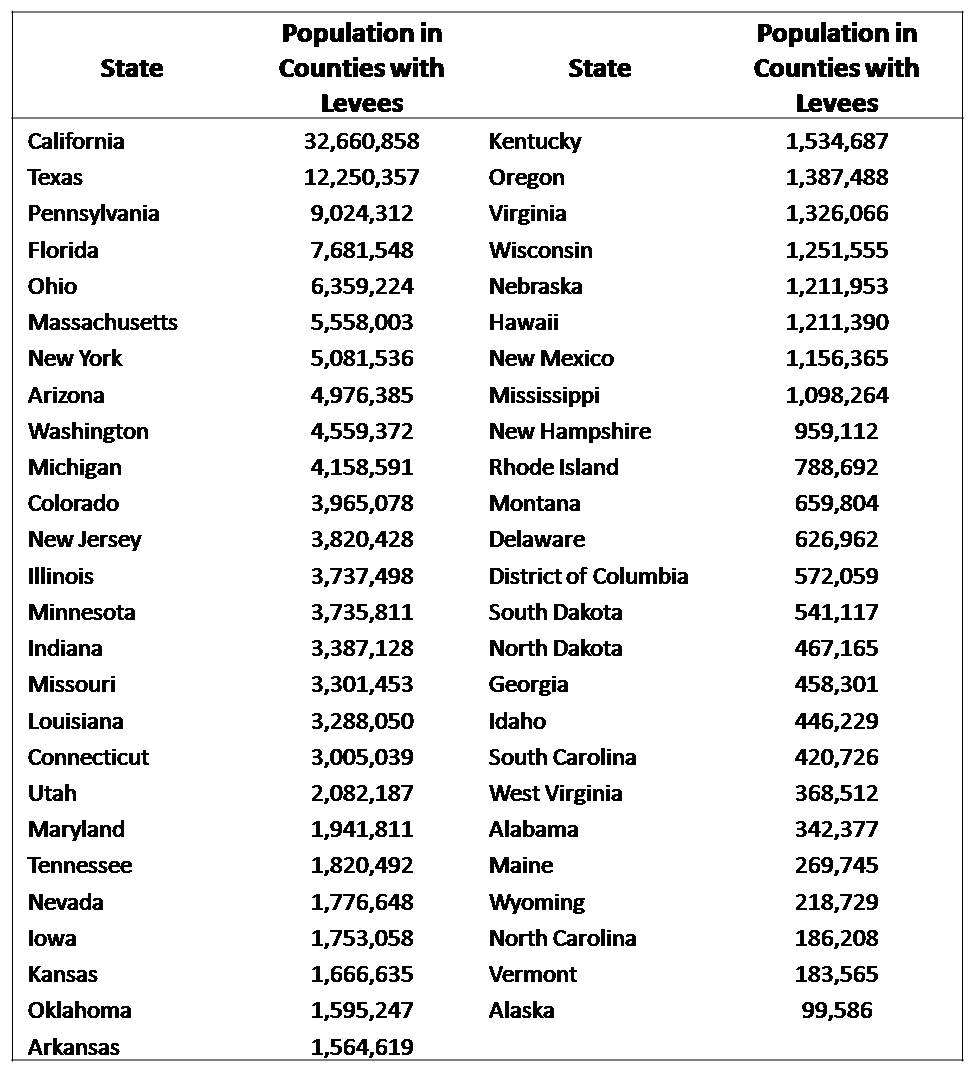 State Population in Counties with Levees State Population in Counties with Levees
California 32,660,858 Kentucky 1,534,687
Texas 12,250,357 Oregon 1,387,488
Pennsylvania 9,024,312 Virginia 1,326,066
Florida 7,681,548 Wisconsin 1,251,555
Ohio 6,359,224 Nebraska 1,211,953
Massachusetts 5,558,003 Hawaii 1,211,390
New York 5,081,536 New Mexico 1,156,365
Arizona 4,976,385 Mississippi 1,098,264
Washington 4,559,372 New Hampshire 959,112
Michigan 4,158,591 Rhode Island 788,692
Colorado 3,965,078 Montana 659,804
New Jersey 3,820,428 Delaware 626,962
Illinois 3,737,498 District of Columbia 572,059
Minnesota 3,735,811 South Dakota 541,117
Indiana 3,387,128 North Dakota 467,165
Missouri 3,301,453 Georgia 458,301
Louisiana 3,288,050 Idaho 446,229
Connecticut 3,005,039 South Carolina 420,726
Utah 2,082,187 West Virginia 368,512
Maryland 1,941,811 Alabama 342,377
Tennessee 1,820,492 Maine 269,745
Nevada 1,776,648 Wyoming 218,729
Iowa 1,753,058 North Carolina 186,208
Kansas 1,666,635 Vermont 183,565
Oklahoma 1,595,247 Alaska 99,586
Arkansas 1,564,619